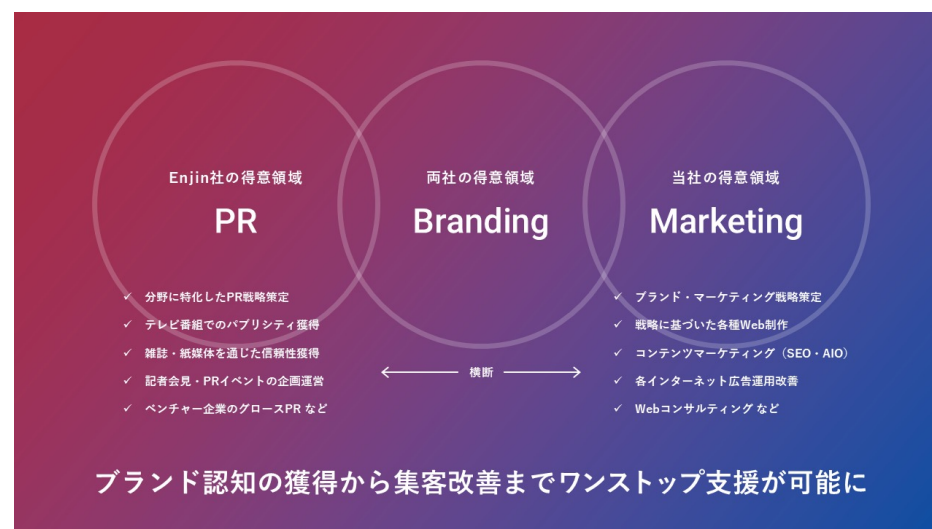 Enjin社の得意領域
PR
✓ 分野に特化したPR戦略策定
✓ テレビ番組でのパブリシティ獲得
✓ 雑誌・紙媒体を通じた信頼性獲得
✓ 記者会見・PRイベントの企画運営
✓ ベンチャー企業のグロースPR など
両社の得意領域
Branding
横断
当社の得意領域
Marketing
✓ ブランド・マーケティング戦略策定
✓ 戦略に基づいた各種Web制作
✓ コンテンツマーケティング（SEO・AIO）
✓ 各インターネット広告運用改善
✓ Webコンサルティング など
ブランド認知の獲得から集客改善までワンストップ支援が可能に